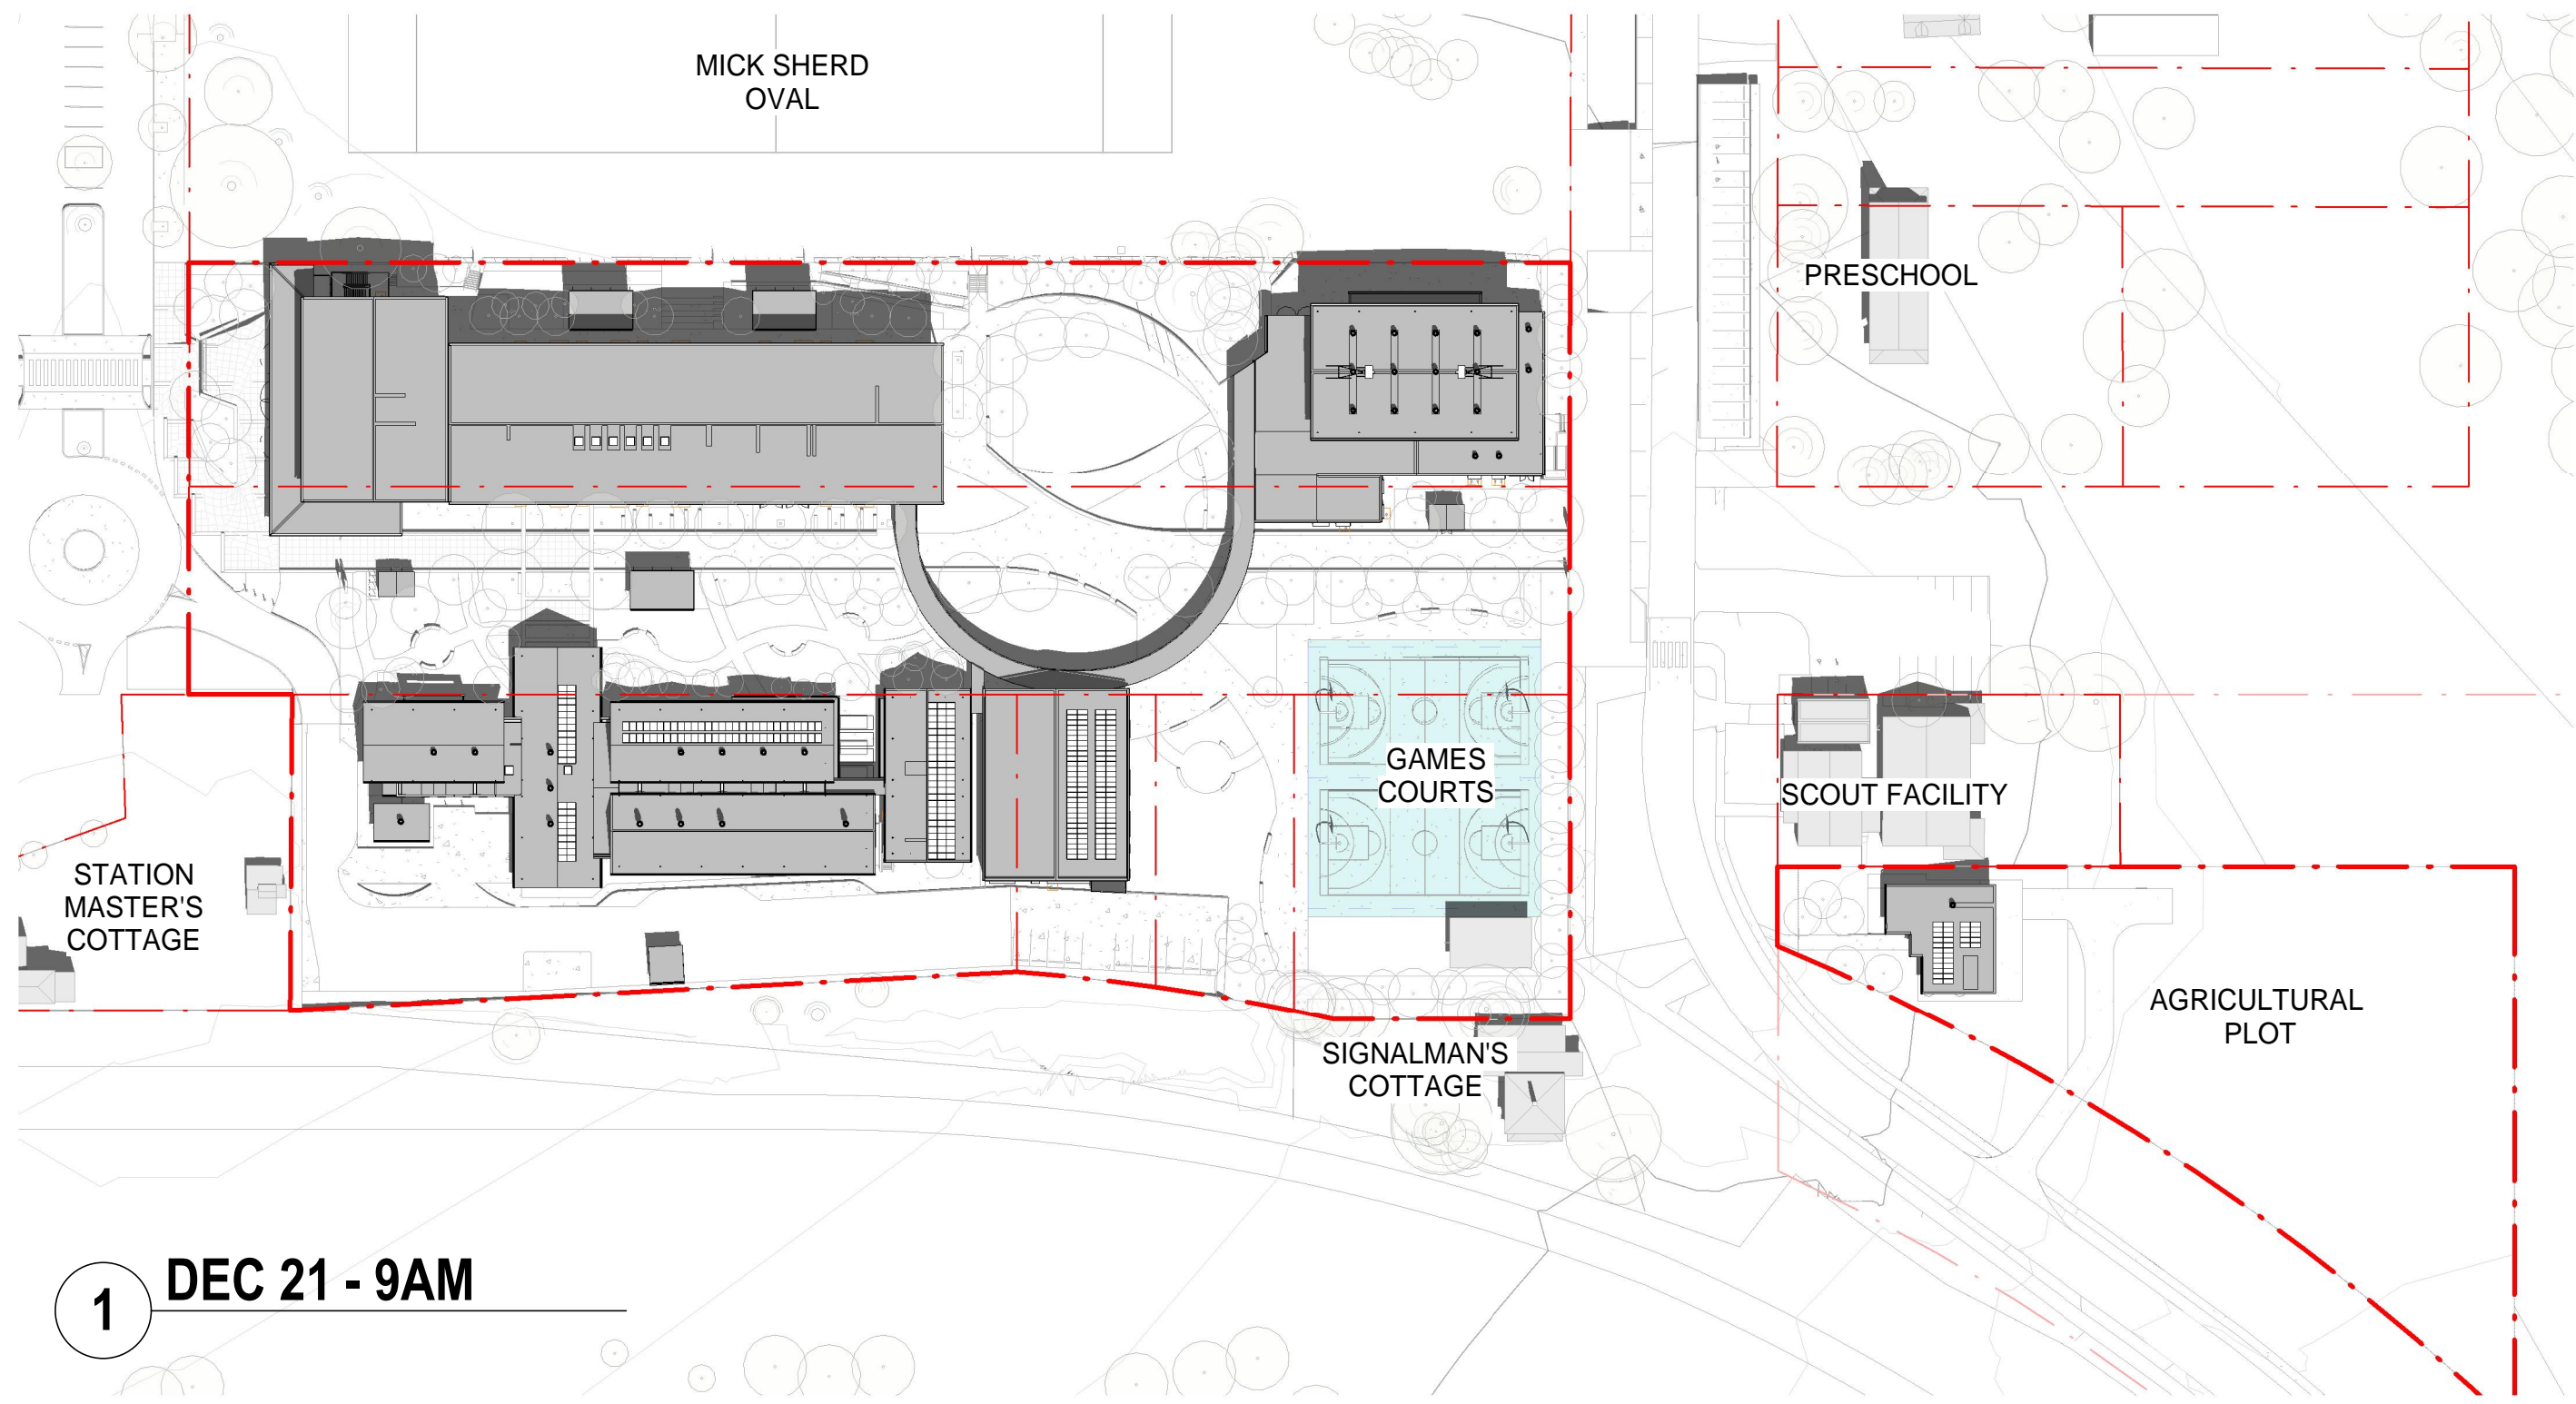 MICK SHERD
OVAL
PRESCHOOL
GAMES
COURTS
SCOUT FACILITY
STATION
MASTER'S
COTTAGE
AGRICULTURAL
PLOT
SIGNALMAN'S
COTTAGE
1
DEC 21 - 9AM